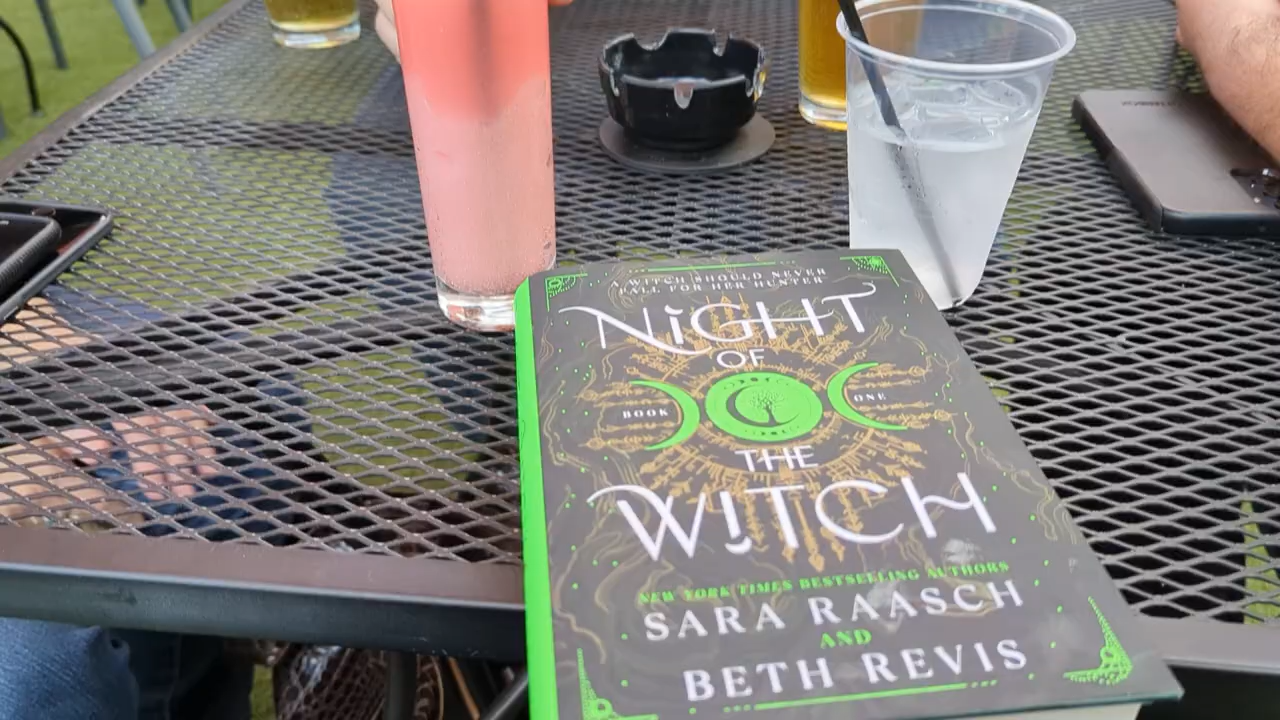 A WITCH SHOULD NEVER
FALL FOR HER HUNTER
NiGHT
OF
BOOK ONE
THE
WiTCH
NEW YORK TIMES BESTSELLING AUTHORS
SARA RAASCH
AND
BETH REVIS